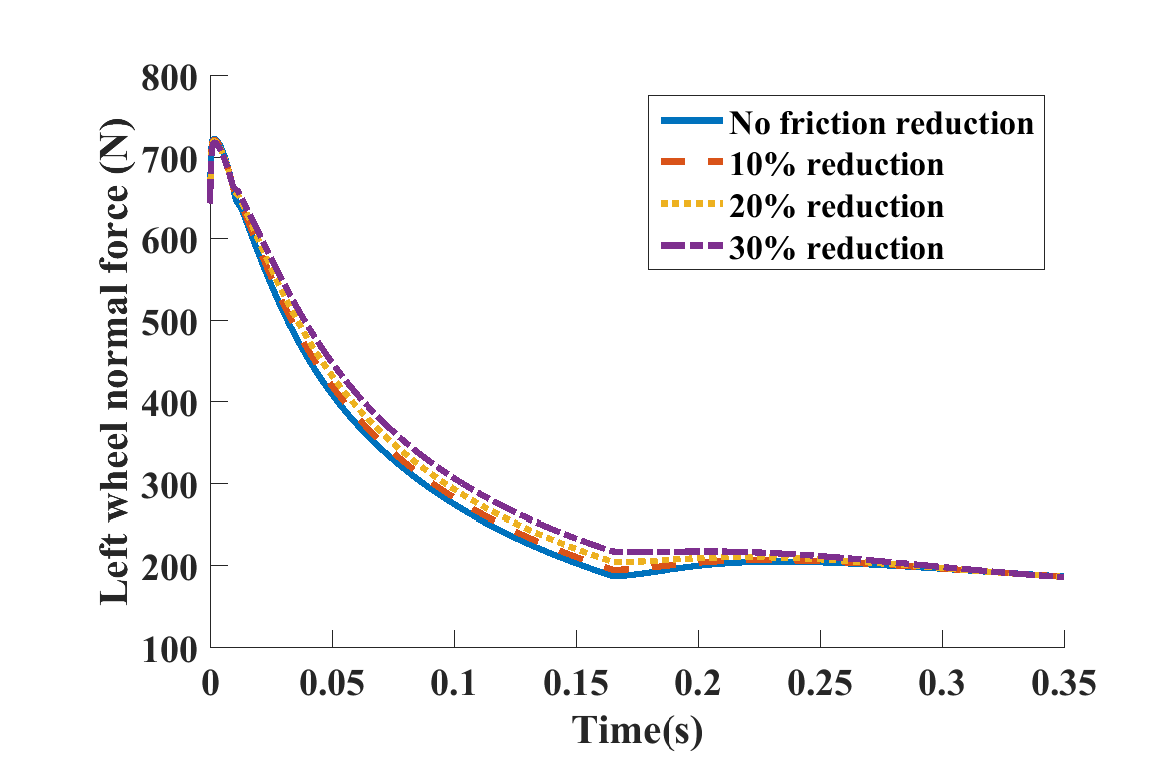 800
700
600
500
400
300
200
100
Left wheel normal force (N)
No friction reduction
10% reduction
20% reduction
30% reduction
0 0.05 0.1 0.15 0.2 0.25 0.3 0.35
Time(s)